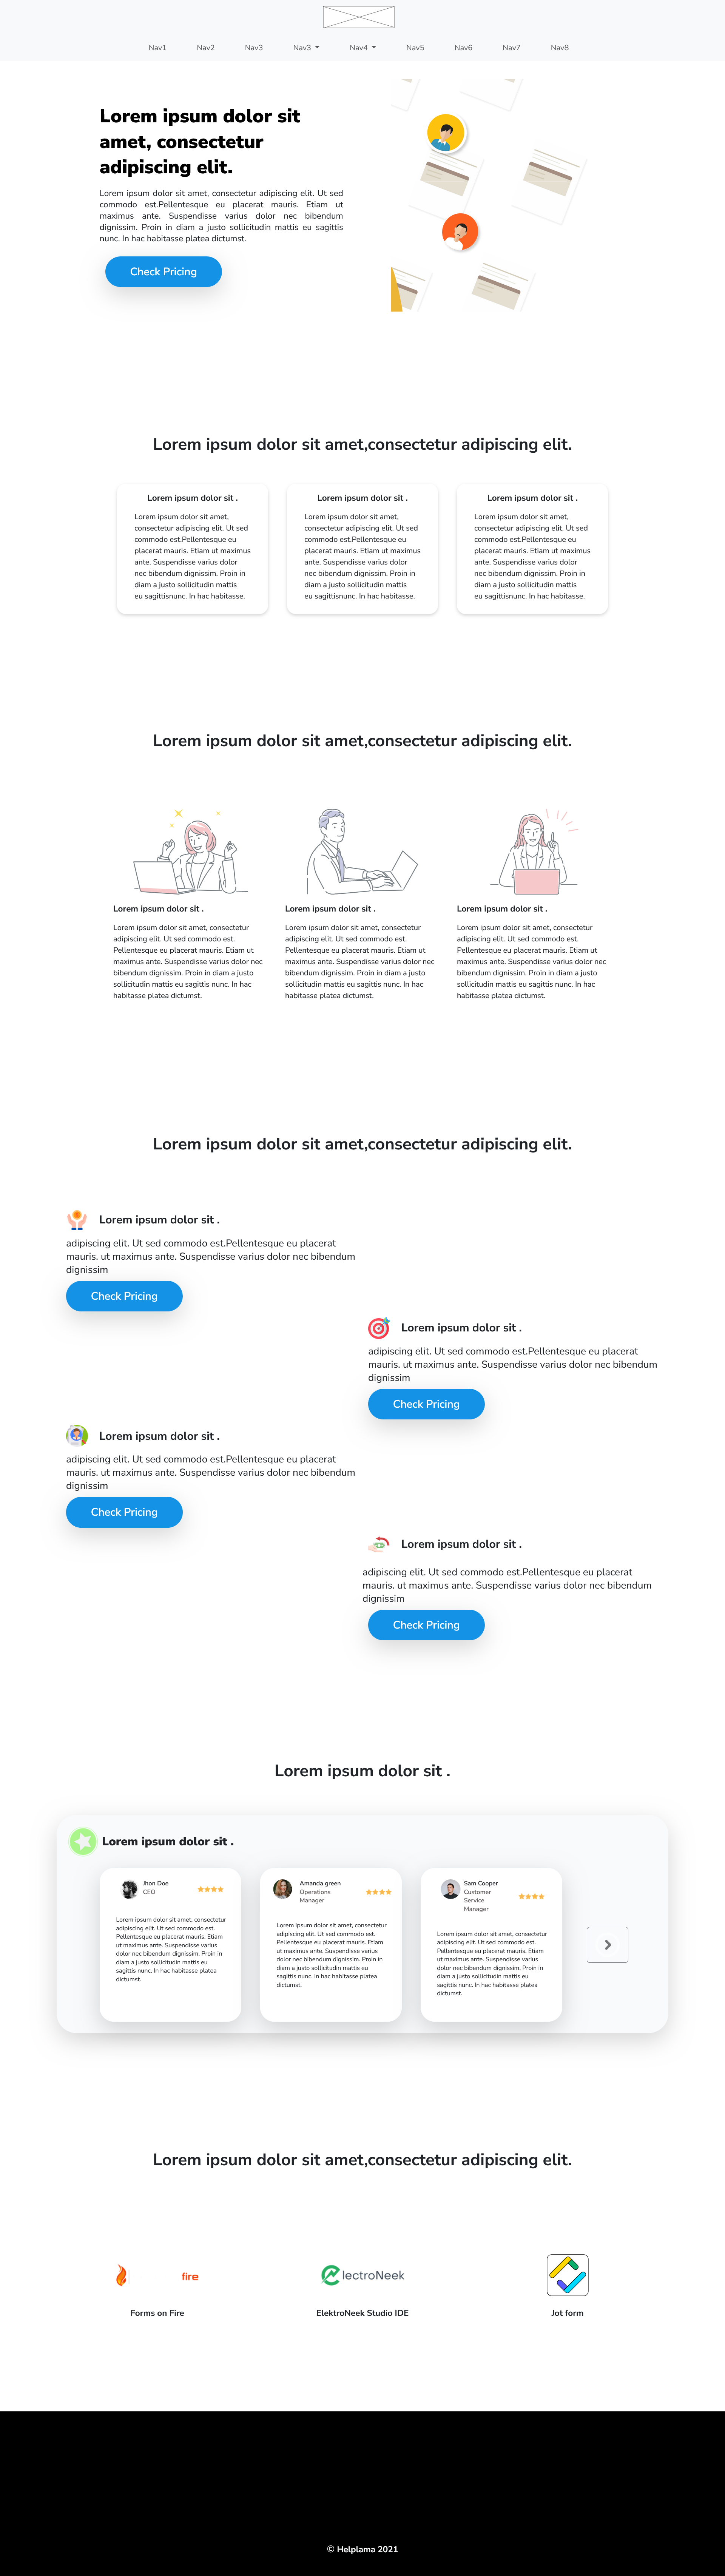 Nav1 Nav2 Nav3 Nav3 Nav4 Nav5 Nav6 Nav7 Nav8
Lorem ipsum dolor sit
amet, consectetur
adipiscing elit.
Lorem ipsum dolor sit amet, consectetur adipiscing elit. Ut sed
commodo est.Pellentesque eu placerat mauris. Etiam ut
maximus ante. Suspendisse varius dolor nec bibendum
dignissim. Proin in diam a justo sollicitudin mattis eu sagittis
nunc. In hac habitasse platea dictumst.
Check Pricing
Lorem ipsum dolor sit amet,consectetur adipiscing elit.
Lorem ipsum dolor sit .
Lorem ipsum dolor sit amet,
consectetur adipiscing elit. Ut sed
commodo est.Pellentesque eu
placerat mauris. Etiam ut maximus
ante. Suspendisse varius dolor
nec bibendum dignissim. Proin in
diam a justo sollicitudin mattis
eu sagittisnunc. In hac habitasse.
Lorem ipsum dolor sit .
Lorem ipsum dolor sit amet,
consectetur adipiscing elit. Ut sed
commodo est.Pellentesque eu
placerat mauris. Etiam ut maximus
ante. Suspendisse varius dolor
nec bibendum dignissim. Proin in
diam a justo sollicitudin mattis
eu sagittisnunc. In hac habitasse.
Lorem ipsum dolor sit .
Lorem ipsum dolor sit amet,
consectetur adipiscing elit. Ut sed
commodo est.Pellentesque eu
placerat mauris. Etiam ut maximus
ante. Suspendisse varius dolor
nec bibendum dignissim. Proin in
diam a justo sollicitudin mattis
eu sagittisnunc. In hac habitasse.
Lorem ipsum dolor sit amet,consectetur adipiscing elit.
Lorem ipsum dolor sit .
Lorem ipsum dolor sit amet, consectetur
adipiscing elit. Ut sed commodo est.
Pellentesque eu placerat mauris. Etiam ut
maximus ante. Suspendisse varius dolor nec
bibendum dignissim. Proin in diam a justo
sollicitudin mattis eu sagittis nunc. In hac
habitasse platea dictumst.
Lorem ipsum dolor sit .
Lorem ipsum dolor sit amet, consectetur
adipiscing elit. Ut sed commodo est.
Pellentesque eu placerat mauris. Etiam ut
maximus ante. Suspendisse varius dolor nec
bibendum dignissim. Proin in diam a justo
sollicitudin mattis eu sagittis nunc. In hac
habitasse platea dictumst.
Lorem ipsum dolor sit .
Lorem ipsum dolor sit amet, consectetur
adipiscing elit. Ut sed commodo est.
Pellentesque eu placerat mauris. Etiam ut
maximus ante. Suspendisse varius dolor nec
bibendum dignissim. Proin in diam a justo
sollicitudin mattis eu sagittis nunc. In hac
habitasse platea dictumst.
Lorem ipsum dolor sit amet,consectetur adipiscing elit.
Lorem ipsum dolor sit .
adipiscing elit. Ut sed commodo est.Pellentesque eu placerat
mauris. ut maximus ante. Suspendisse varius dolor nec bibendum
dignissim
Check Pricing
Lorem ipsum dolor sit .
adipiscing elit. Ut sed commodo est.Pellentesque eu placerat
mauris. ut maximus ante. Suspendisse varius dolor nec bibendum
dignissim
Check Pricing
Lorem ipsum dolor sit .
adipiscing elit. Ut sed commodo est.Pellentesque eu placerat
mauris. ut maximus ante. Suspendisse varius dolor nec bibendum
dignissim
Check Pricing
Lorem ipsum dolor sit .
adipiscing elit. Ut sed commodo est.Pellentesque eu placerat
mauris. ut maximus ante. Suspendisse varius dolor nec bibendum
dignissim
Check Pricing
Lorem ipsum dolor sit .
Lorem ipsum dolor sit .
Jhon Doe
CEO
Lorem ipsum dolor sit amet, consectetur
adipiscing elit. Ut sed commodo est.
Pellentesque eu placerat mauris. Etiam
ut maximus ante. Suspendisse varius
dolor nec bibendum dignissim. Proin in
diam a justo sollicitudin mattis eu
sagittis nunc. In hac habitasse platea
dictumst.
Amanda green
Operations
Manager
Lorem ipsum dolor sit amet, consectetur
adipiscing elit. Ut sed commodo est.
Pellentesque eu placerat mauris. Etiam
ut maximus ante. Suspendisse varius
dolor nec bibendum dignissim. Proin in
diam a justo sollicitudin mattis eu
sagittis nunc. In hac habitasse platea
dictumst.
Sam Cooper
Customer
Service
Manager
Lorem ipsum dolor sit amet, consectetur
adipiscing elit. Ut sed commodo est.
Pellentesque eu placerat mauris. Etiam
ut maximus ante. Suspendisse varius
dolor nec bibendum dignissim. Proin in
diam a justo sollicitudin mattis eu
sagittis nunc. In hac habitasse platea
dictumst.
Lorem ipsum dolor sit amet,consectetur adipiscing elit.
fire
lectroNeek
Forms on Fire
ElektroNeek Studio IDE
Jot form
© Helplama 2021